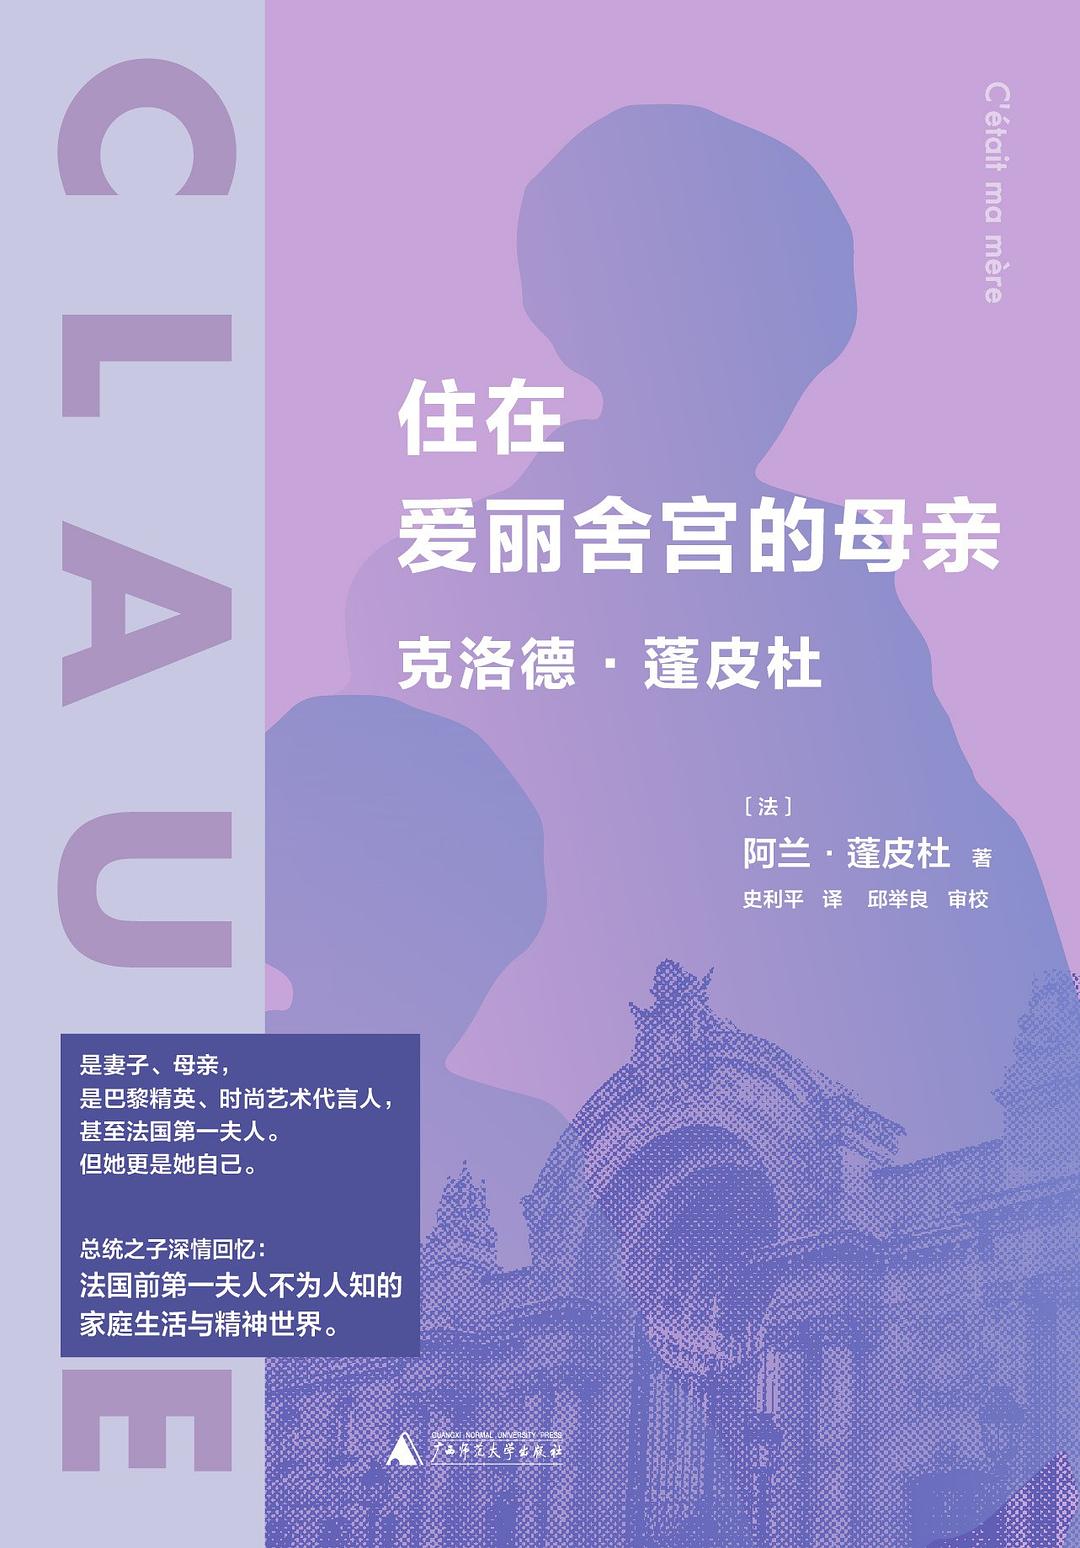 CLAUDE
C'était ma mère
住在
爱丽舍宫的母亲
克洛德·蓬皮杜
［法］
阿兰·蓬皮杜 著
史利平 译 邱举良 审校
是妻子、母亲，
是巴黎精英、时尚艺术代言人，
甚至法国第一夫人。
但她更是她自己。
总统之子深情回忆：
法国前第一夫人不为人知的
家庭生活与精神世界。
GUANGXI NORMAL UNIVERSITY PRESS
广西师范大学出版社